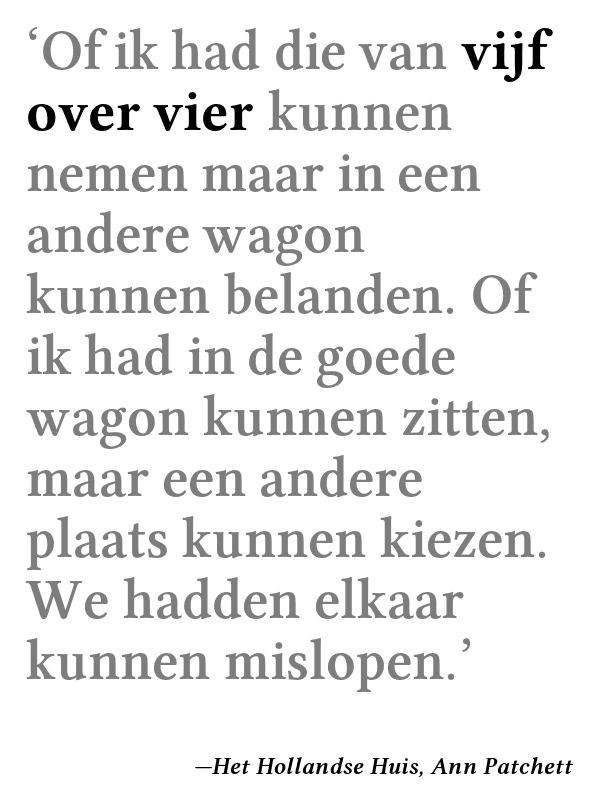 ‘Of ik had die van vijf
over vier kunnen
nemen maar in een
andere wagon
kunnen belanden. Of
ik had in de goede
wagon kunnen zitten,
maar een andere
plaats kunnen kiezen.
We hadden elkaar
kunnen mislopen.’
—Het Hollandse Huis, Ann Patchett